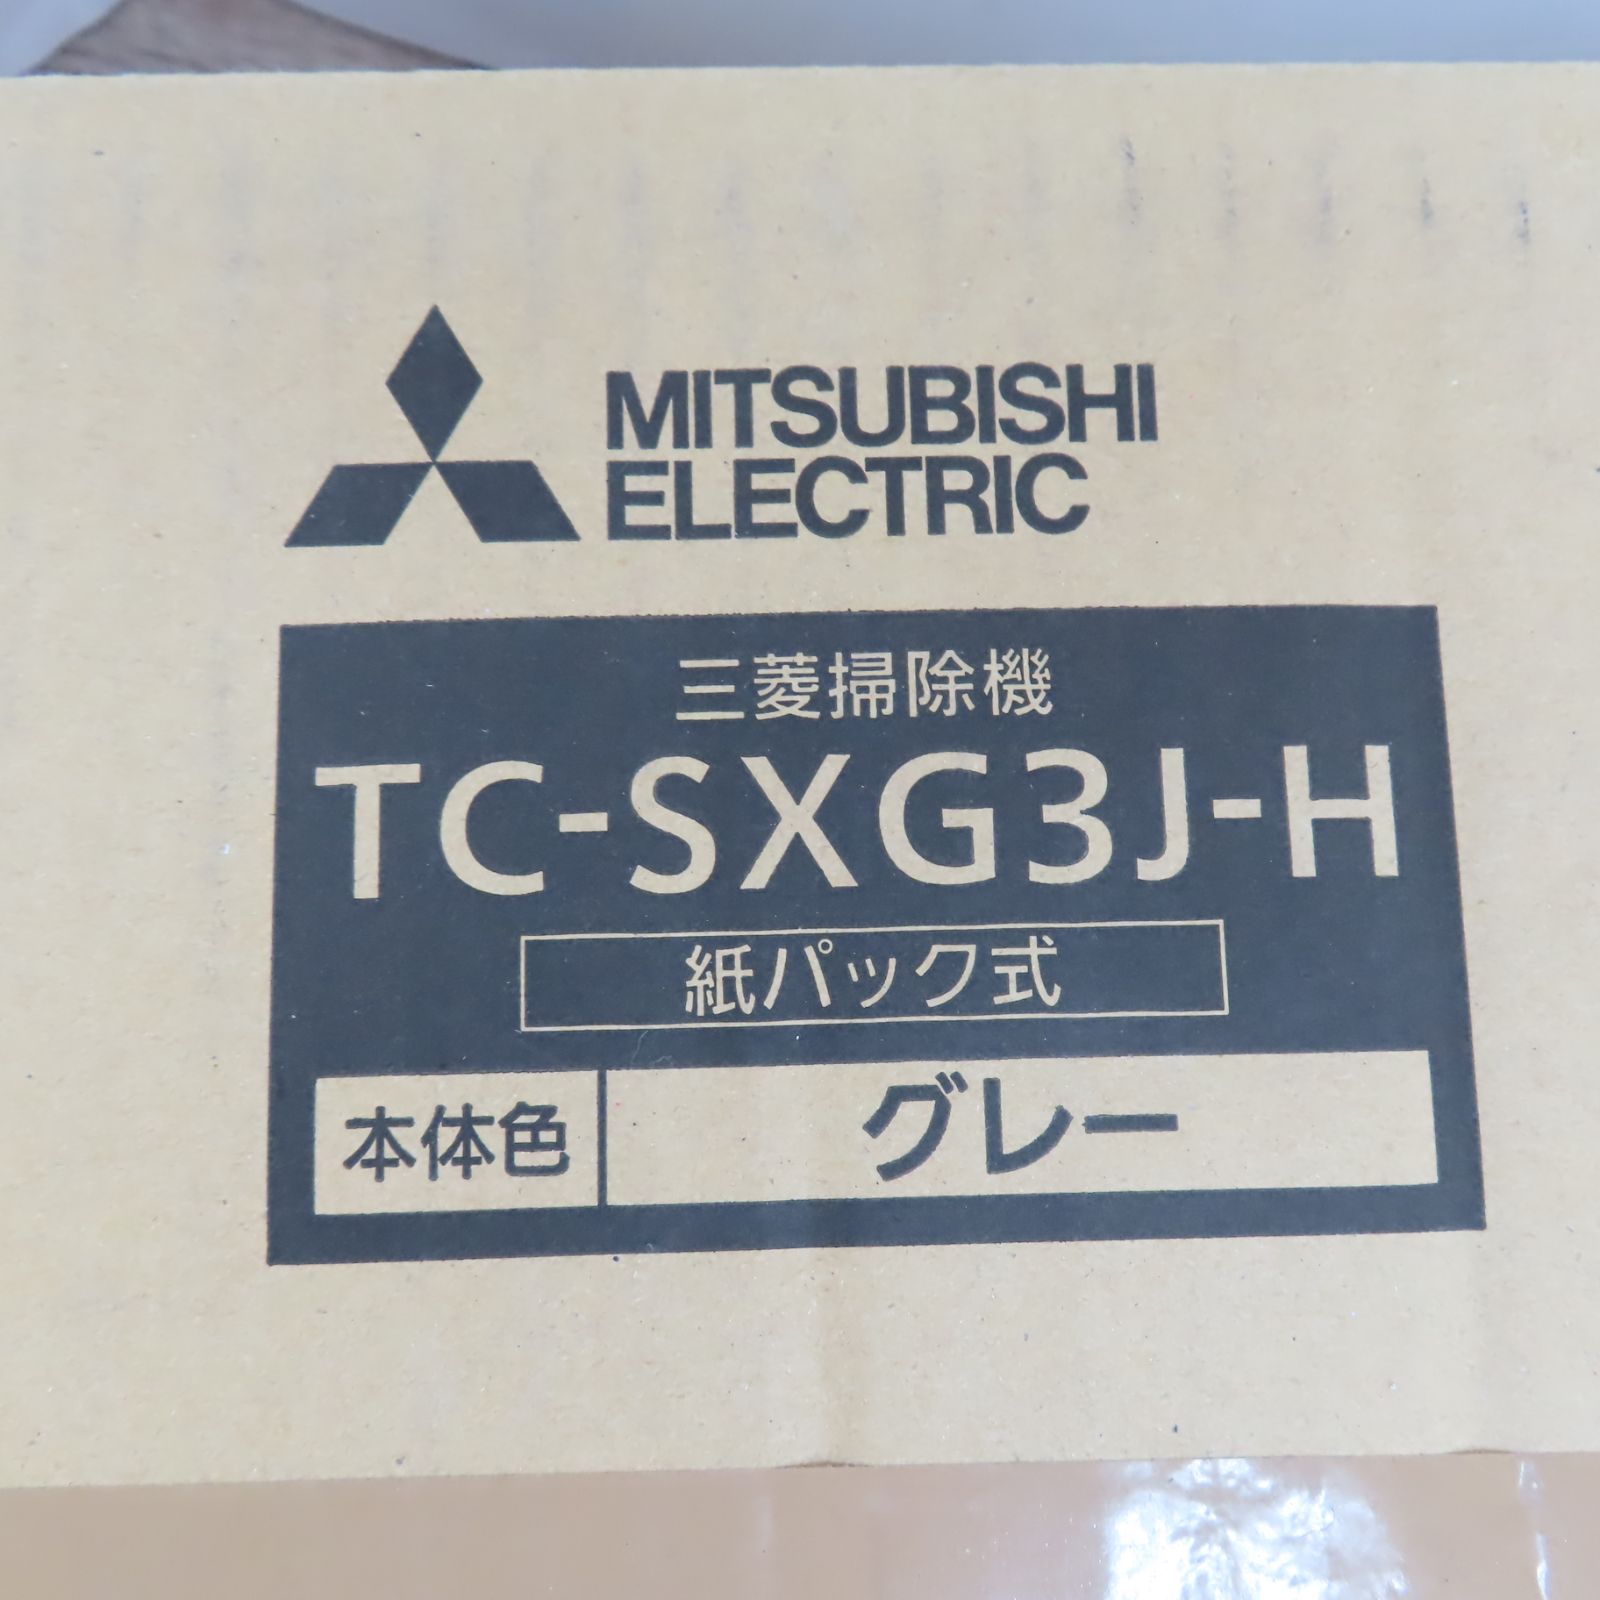 MITSUBISHI
ELECTRIC
三菱掃除機
TC-SXG3J-H
紙パック式
本体色 グレー